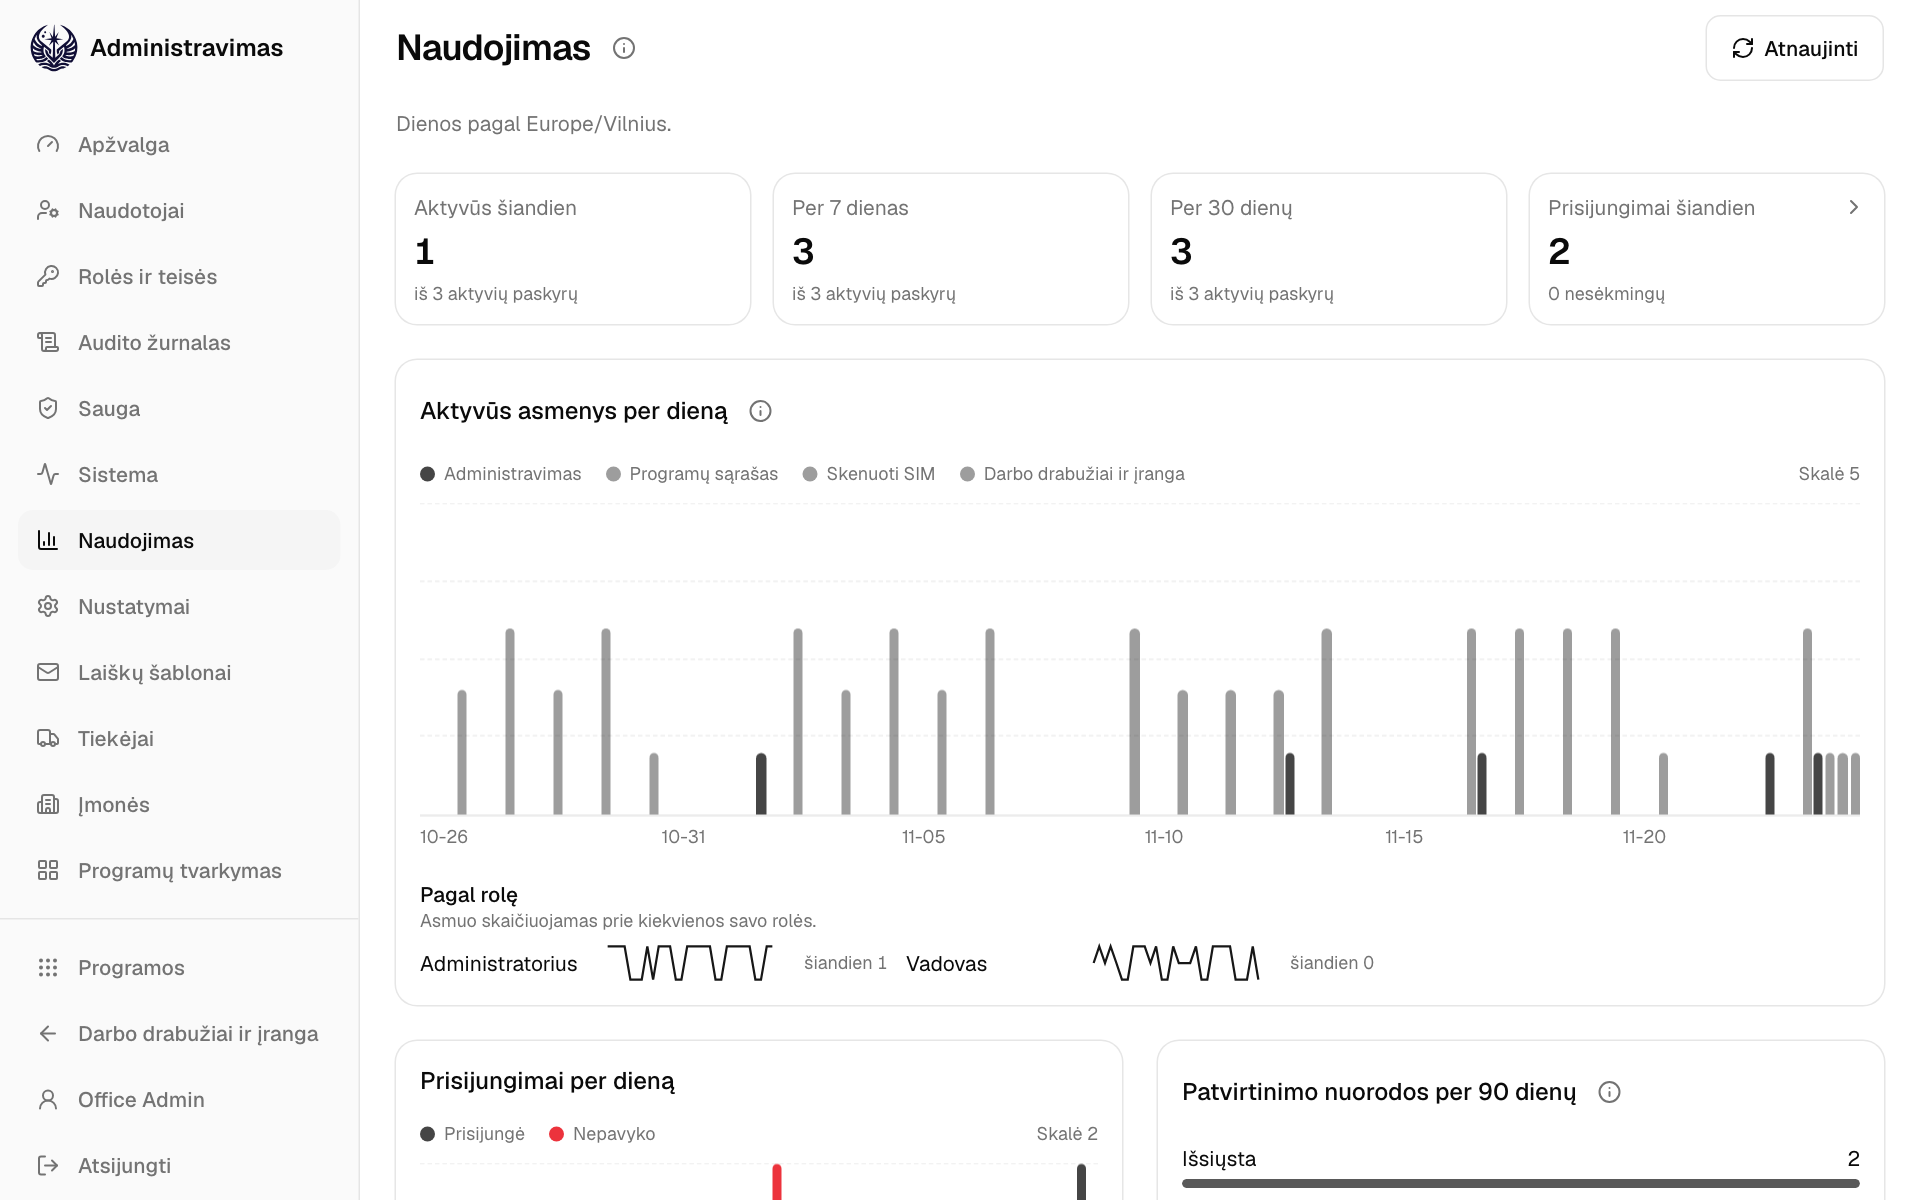 Administravimas
Apžvalga
Naudotojai
Rolės ir teisės
Audito žurnalas
Sauga
Sistema
Naudojimas
Nustatymai
Laiškų šablonai
Tiekėjai
Įmonės
Programų tvarkymas
Programos
Darbo drabužiai ir įranga
Office Admin
Atsijungti
Naudojimas
Atnaujinti
Dienos pagal Europe/Vilnius.
Aktyvūs šiandien
1
iš 3 aktyvių paskyrų
Per 7 dienas
3
iš 3 aktyvių paskyrų
Per 30 dienų
3
iš 3 aktyvių paskyrų
Prisijungimai šiandien
2
0 nesėkmingų
Aktyvūs asmenys per dieną
Administravimas Programų sąrašas Skenuoti SIM Darbo drabužiai ir įranga Skalė 5
10-26 10-31 11-05 11-10 11-15 11-20
Pagal rolę
Asmuo skaičiuojamas prie kiekvienos savo rolės.
Administratorius šiandien 1 Vadovas šiandien 0
Prisijungimai per dieną
Prisijungė Nepavyko Skalė 2
Patvirtinimo nuorodos per 90 dienų
Išsiųsta 2